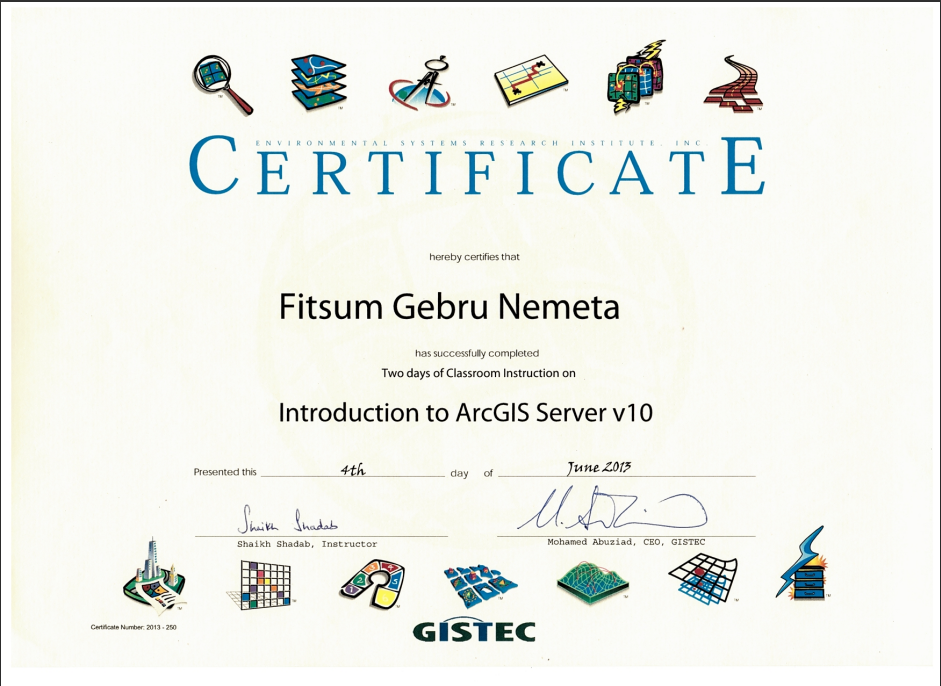 ENVIRONMENTAL SYSTEMS RESEARCH INSTITUTE, INC.
CERTIFICATE
hereby certifies that
Fitsum Gebru Nemeta
has successfully completed
Two days of Classroom Instruction on
Introduction to ArcGIS Server v10
Presented this 4th day of June 2013
Shaikh Shadab
Shaikh Shadab, Instructor
Mohamed Abuziad, CEO, GISTEC
Certificate Number: 2013 - 250
GISTEC